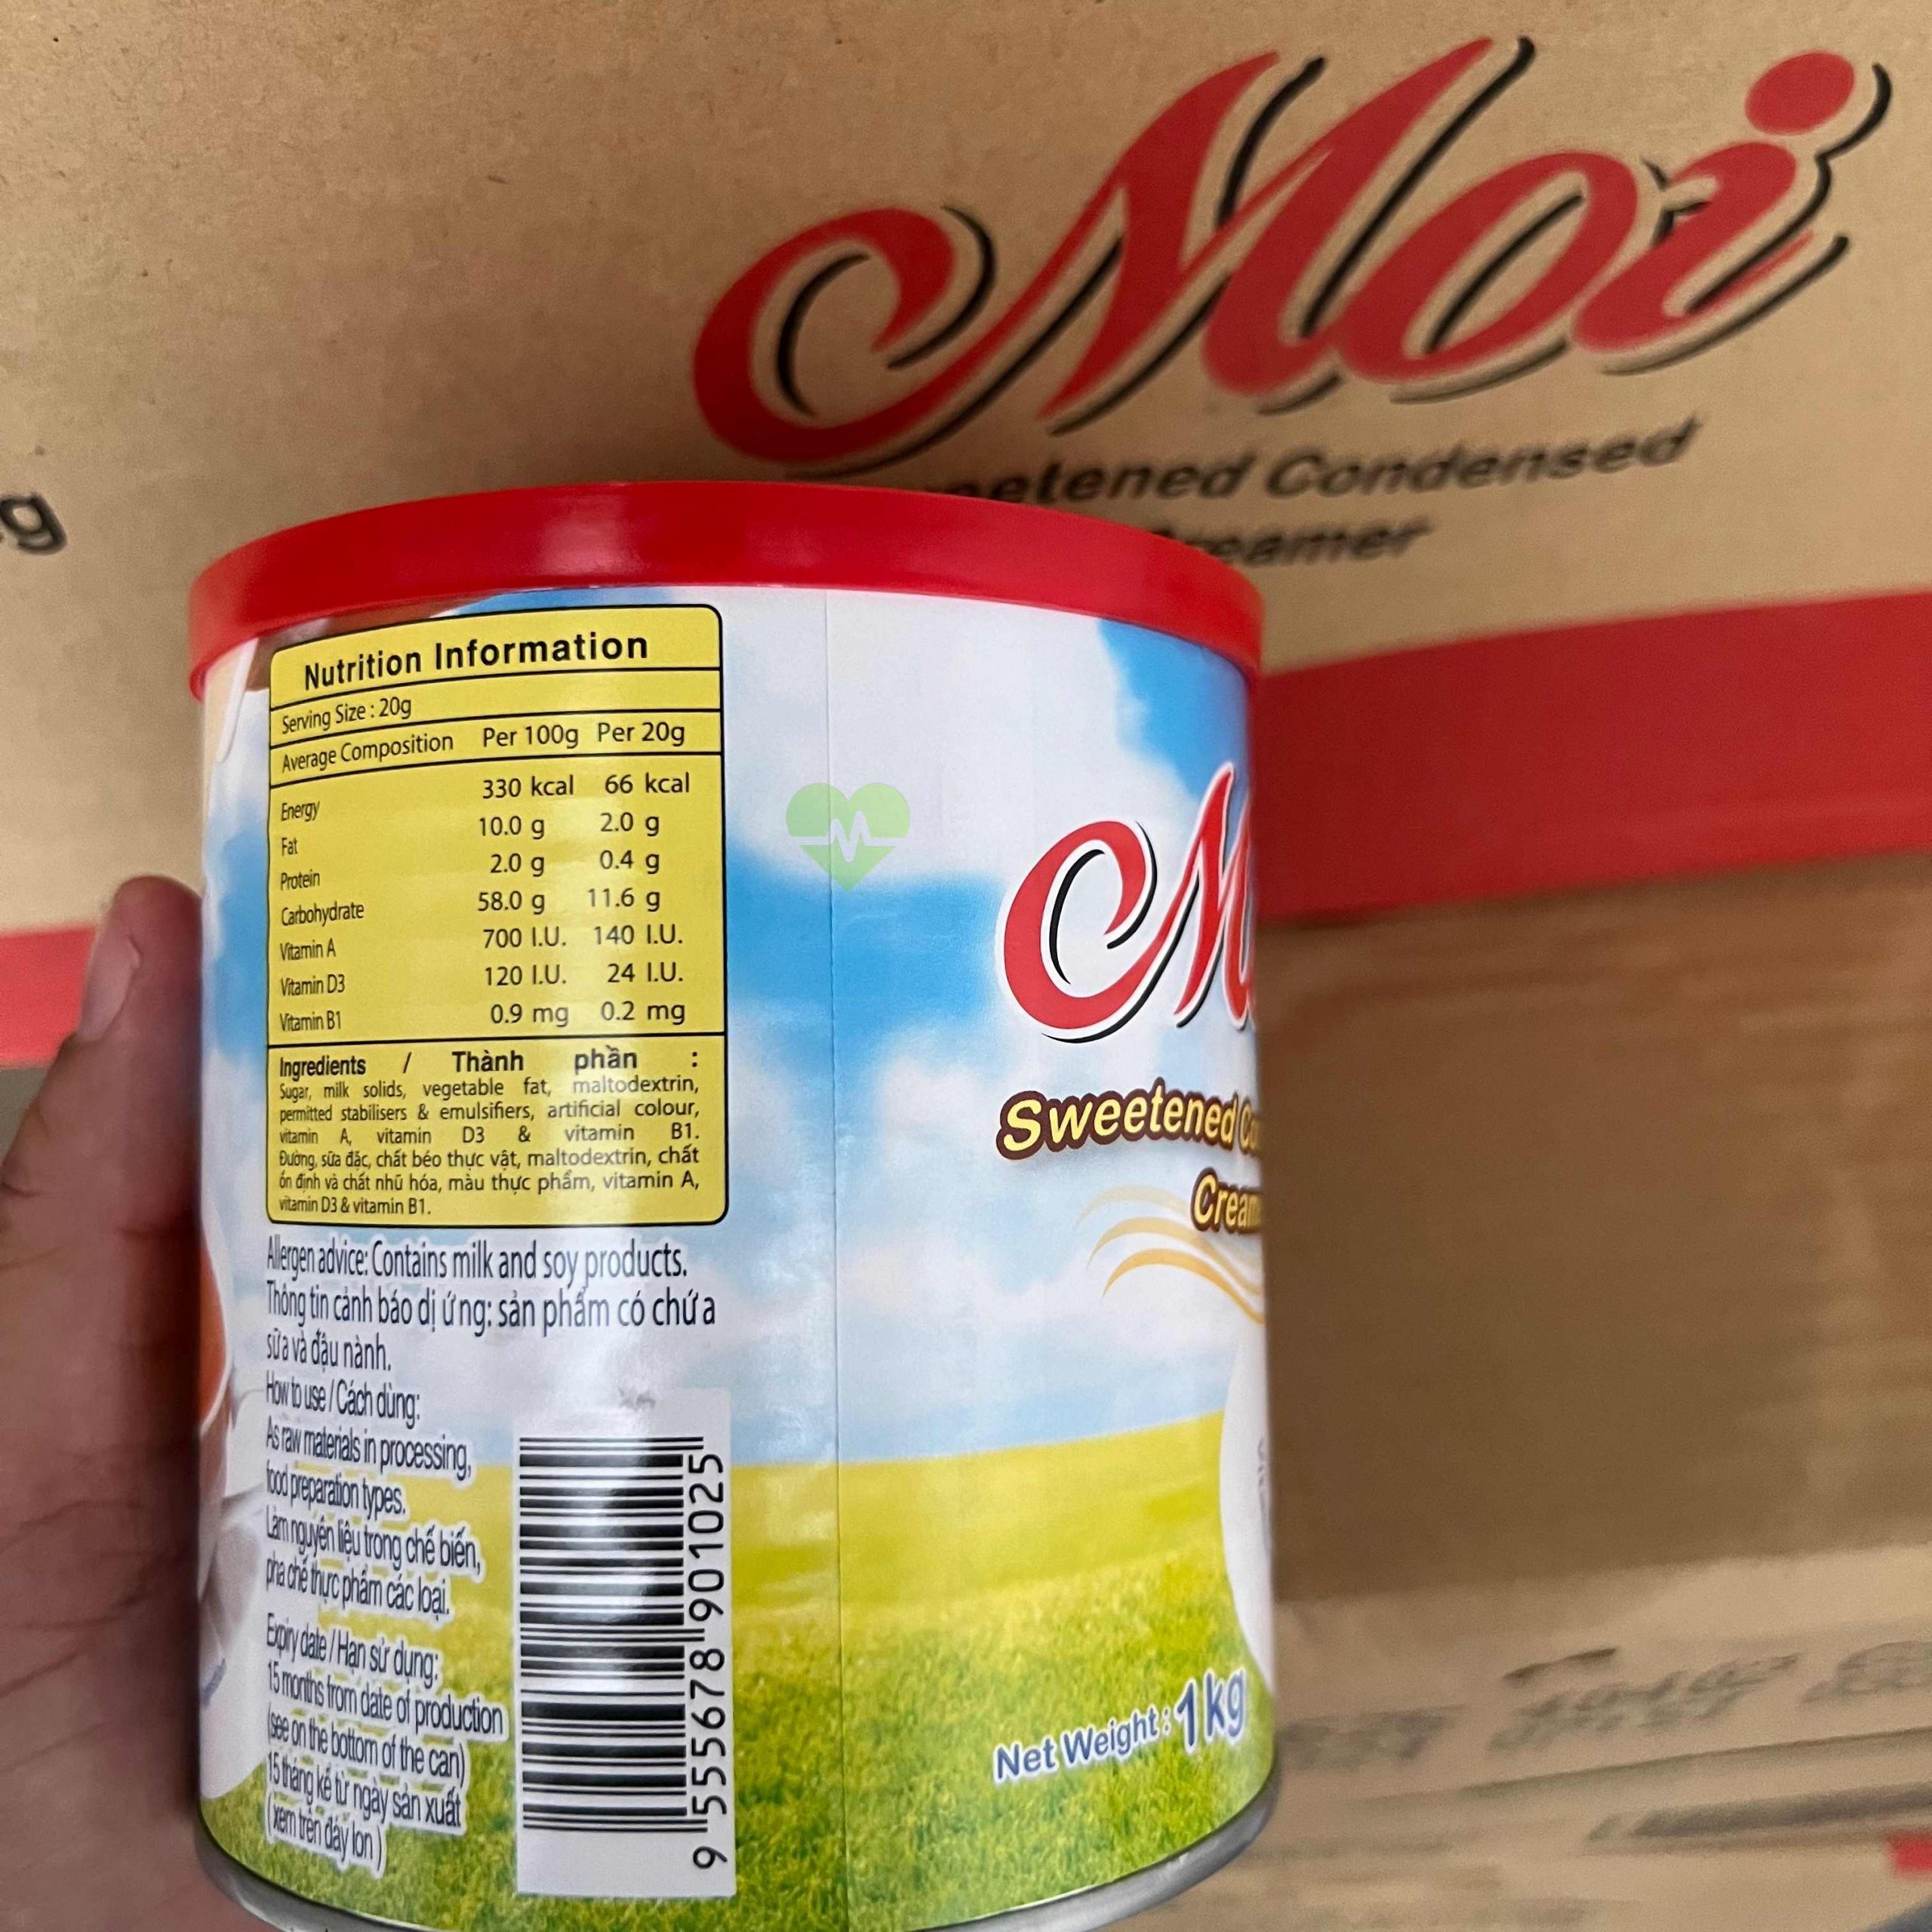 Moi
etened Condensed
reamer
g
Nutrition Information
Serving Size : 20g
Average Composition Per 100g Per 20g
Energy 330 kcal 66 kcal
Fat 10.0 g 2.0 g
Protein 2.0 g 0.4 g
Carbohydrate 58.0 g 11.6 g
Vitamin A 700 I.U. 140 I.U.
Vitamin D3 120 I.U. 24 I.U.
Vitamin B1 0.9 mg 0.2 mg
Ingredients / Thành phần :
Sugar, milk solids, vegetable fat, maltodextrin,
permitted stabilisers & emulsifiers, artificial colour,
vitamin A, vitamin D3 & vitamin B1.
Đường, sữa đặc, chất béo thực vật, maltodextrin, chất
ổn định và chất nhũ hóa, màu thực phẩm, vitamin A,
vitamin D3 & vitamin B1.
Allergen advice: Contains milk and soy products.
Thông tin cảnh báo dị ứng: sản phẩm có chứa
sữa và đậu nành.
How to use / Cách dùng:
As raw materials in processing,
food preparation types.
Làm nguyên liệu trong chế biến,
pha chế thực phẩm các loại.
Expiry date / Hạn sử dụng:
15 months from date of production
(see on the bottom of the can)
15 tháng kể từ ngày sản xuất
(xem trên đáy lon)
9 555678 901025
M
Sweetened Co
Cream
Net Weight : 1kg